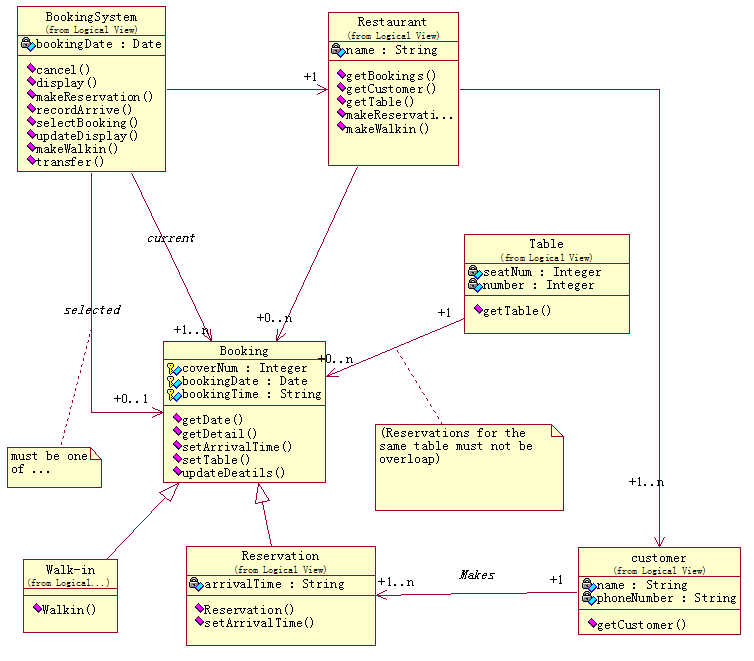 BookingSystem
(from Logical View)
bookingDate : Date
cancel()
display()
makeReservation()
recordArrive()
selectBooking()
updateDisplay()
makeWalkin()
transfer()
+1
Restaurant
(from Logical View)
name : String
getBookings()
getCustomer()
getTable()
makeReservati...
makeWalkin()
current
selected
+1..n
+0..n
Table
(from Logical View)
seatNum : Integer
number : Integer
getTable()
+1
+0..n
+0..1
Booking
coverNum : Integer
bookingDate : Date
bookingTime : String
getDate()
getDetail()
setArrivalTime()
setTable()
updateDeatils()
must be one
of ...
(Reservations for the
same table must not be
overloap)
+1..n
Walk-in
(from Logical...)
Walkin()
Reservation
(from Logical View)
arrivalTime : String
Reservation()
setArrivalTime()
+1..n
Makes
+1
customer
(from Logical View)
name : String
phoneNumber : String
getCustomer()